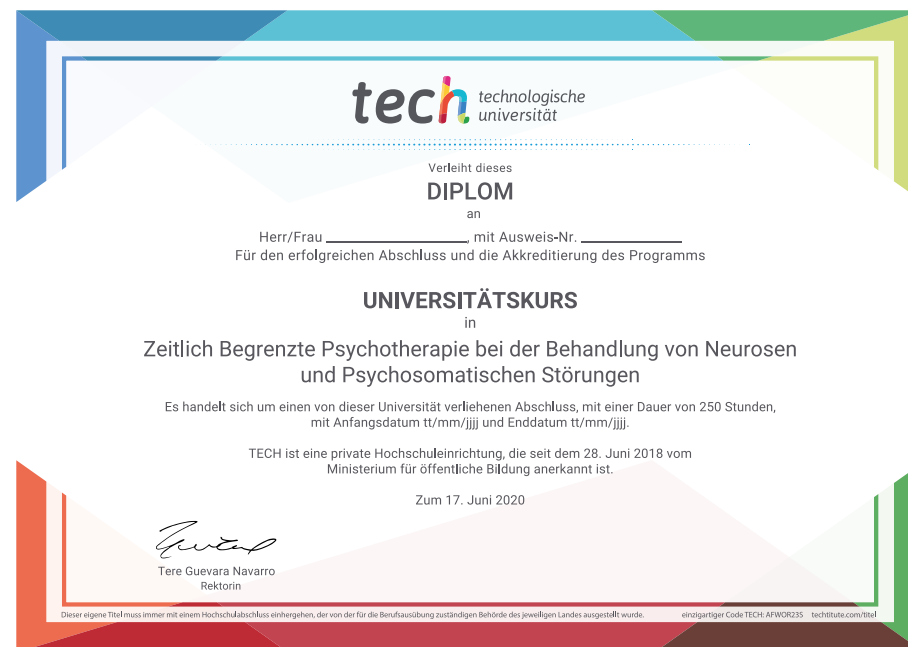 tech technologische
universität
Verleiht dieses
DIPLOM
an
Herr/Frau ____________________, mit Ausweis-Nr. ______________
Für den erfolgreichen Abschluss und die Akkreditierung des Programms
UNIVERSITÄTSKURS
in
Zeitlich Begrenzte Psychotherapie bei der Behandlung von Neurosen
und Psychosomatischen Störungen
Es handelt sich um einen von dieser Universität verliehenen Abschluss, mit einer Dauer von 250 Stunden,
mit Anfangsdatum tt/mm/jjjj und Enddatum tt/mm/jjjj.
TECH ist eine private Hochschuleinrichtung, die seit dem 28. Juni 2018 vom
Ministerium für öffentliche Bildung anerkannt ist.
Zum 17. Juni 2020
Tere Guevara Navarro
Rektorin
Dieser eigene Titel muss immer mit einem Hochschulabschluss einhergehen, der von der für die Berufsausübung zuständigen Behörde des jeweiligen Landes ausgestellt wurde. einzigartiger Code TECH: AFWOR23S techtitute.com/titel